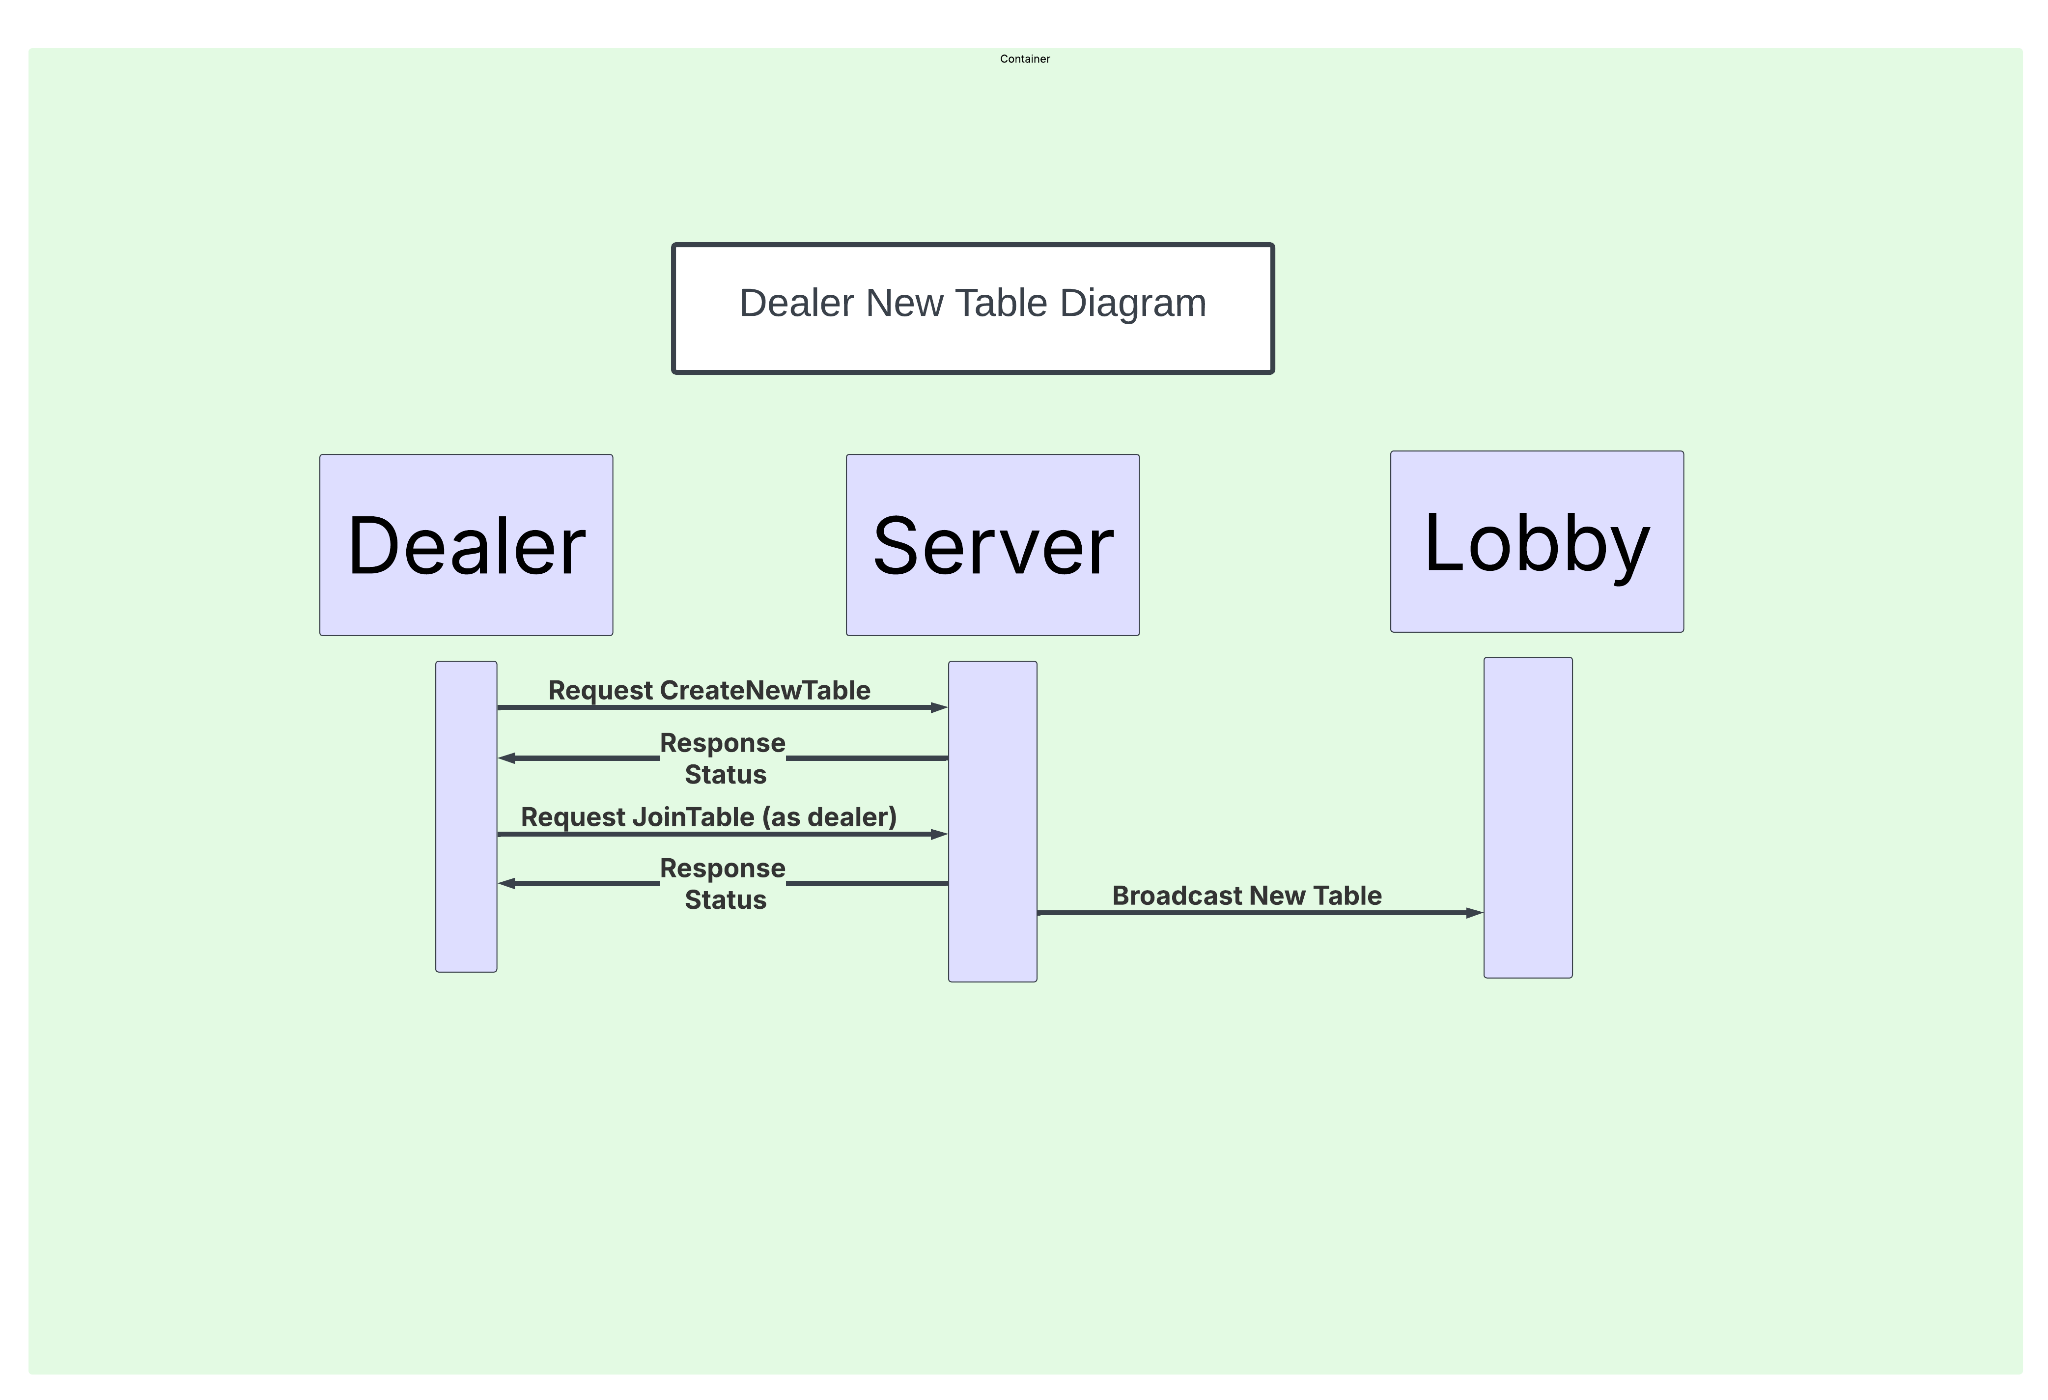 Container
Dealer New Table Diagram
Dealer
Server
Lobby
Request CreateNewTable
Response
Status
Request JoinTable (as dealer)
Response
Status
Broadcast New Table